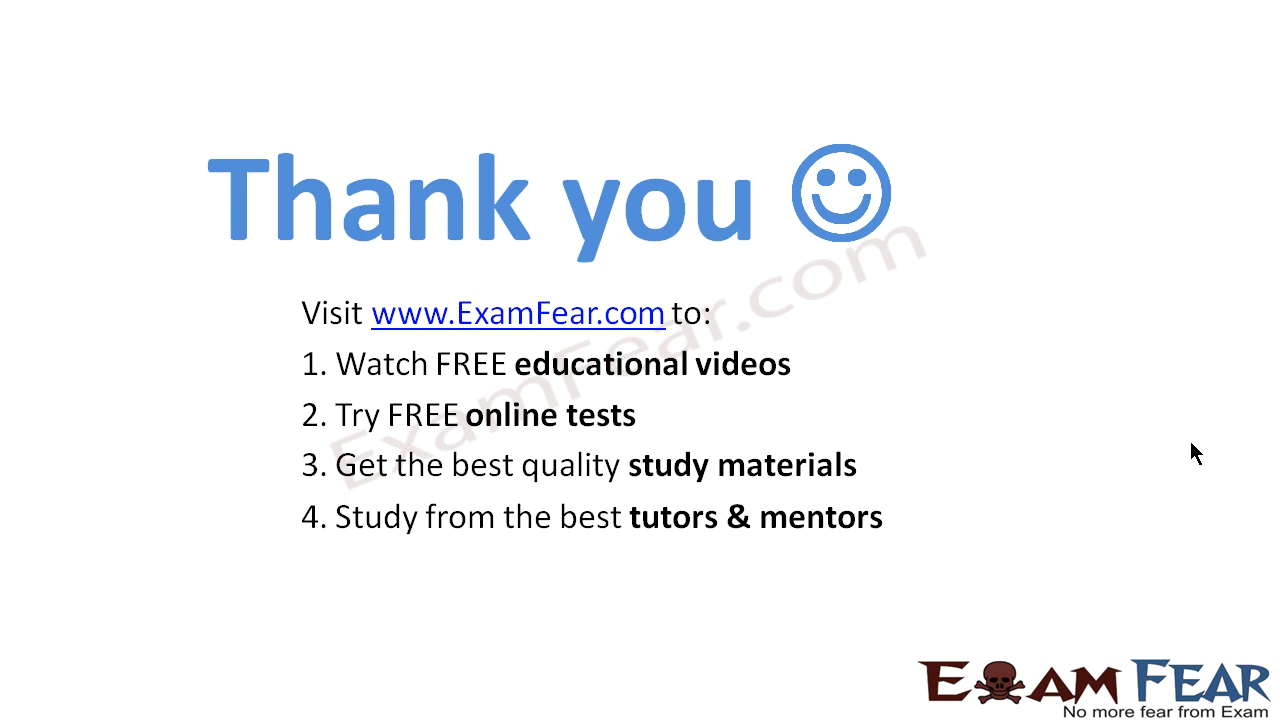 Thank you
Visit www.ExamFear.com to:
1. Watch FREE educational videos
2. Try FREE online tests
3. Get the best quality study materials
4. Study from the best tutors & mentors
ExamFear.com
EXAM FEAR
No more fear from Exam